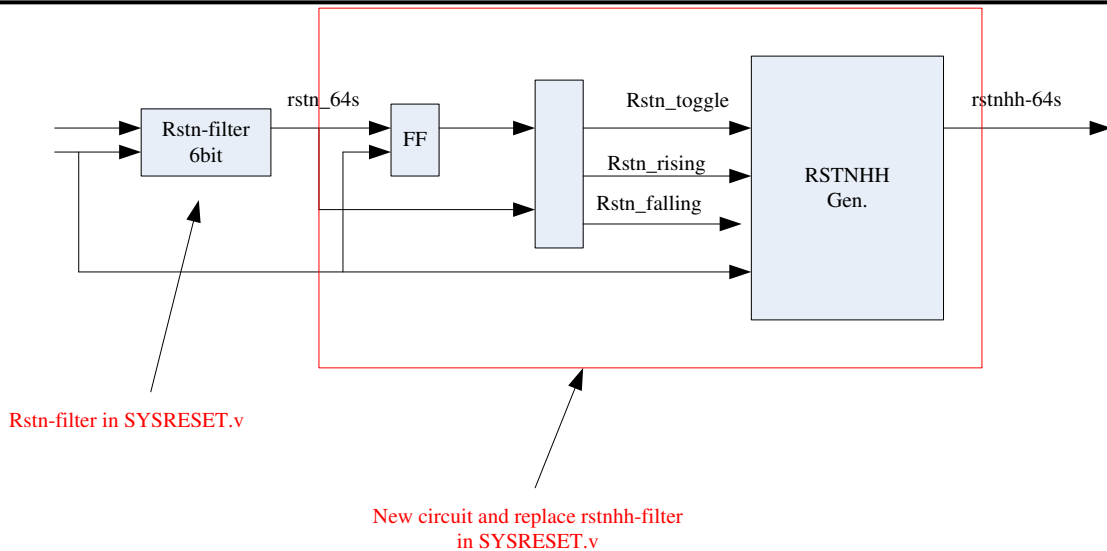 rstn_64s
Rstn_toggle
rstnhh-64s
Rstn-filter
6bit
FF
Rstn_rising
RSTNHH
Gen.
Rstn_falling
Rstn-filter in SYSRESET.v
New circuit and replace rstnhh-filter
in SYSRESET.v